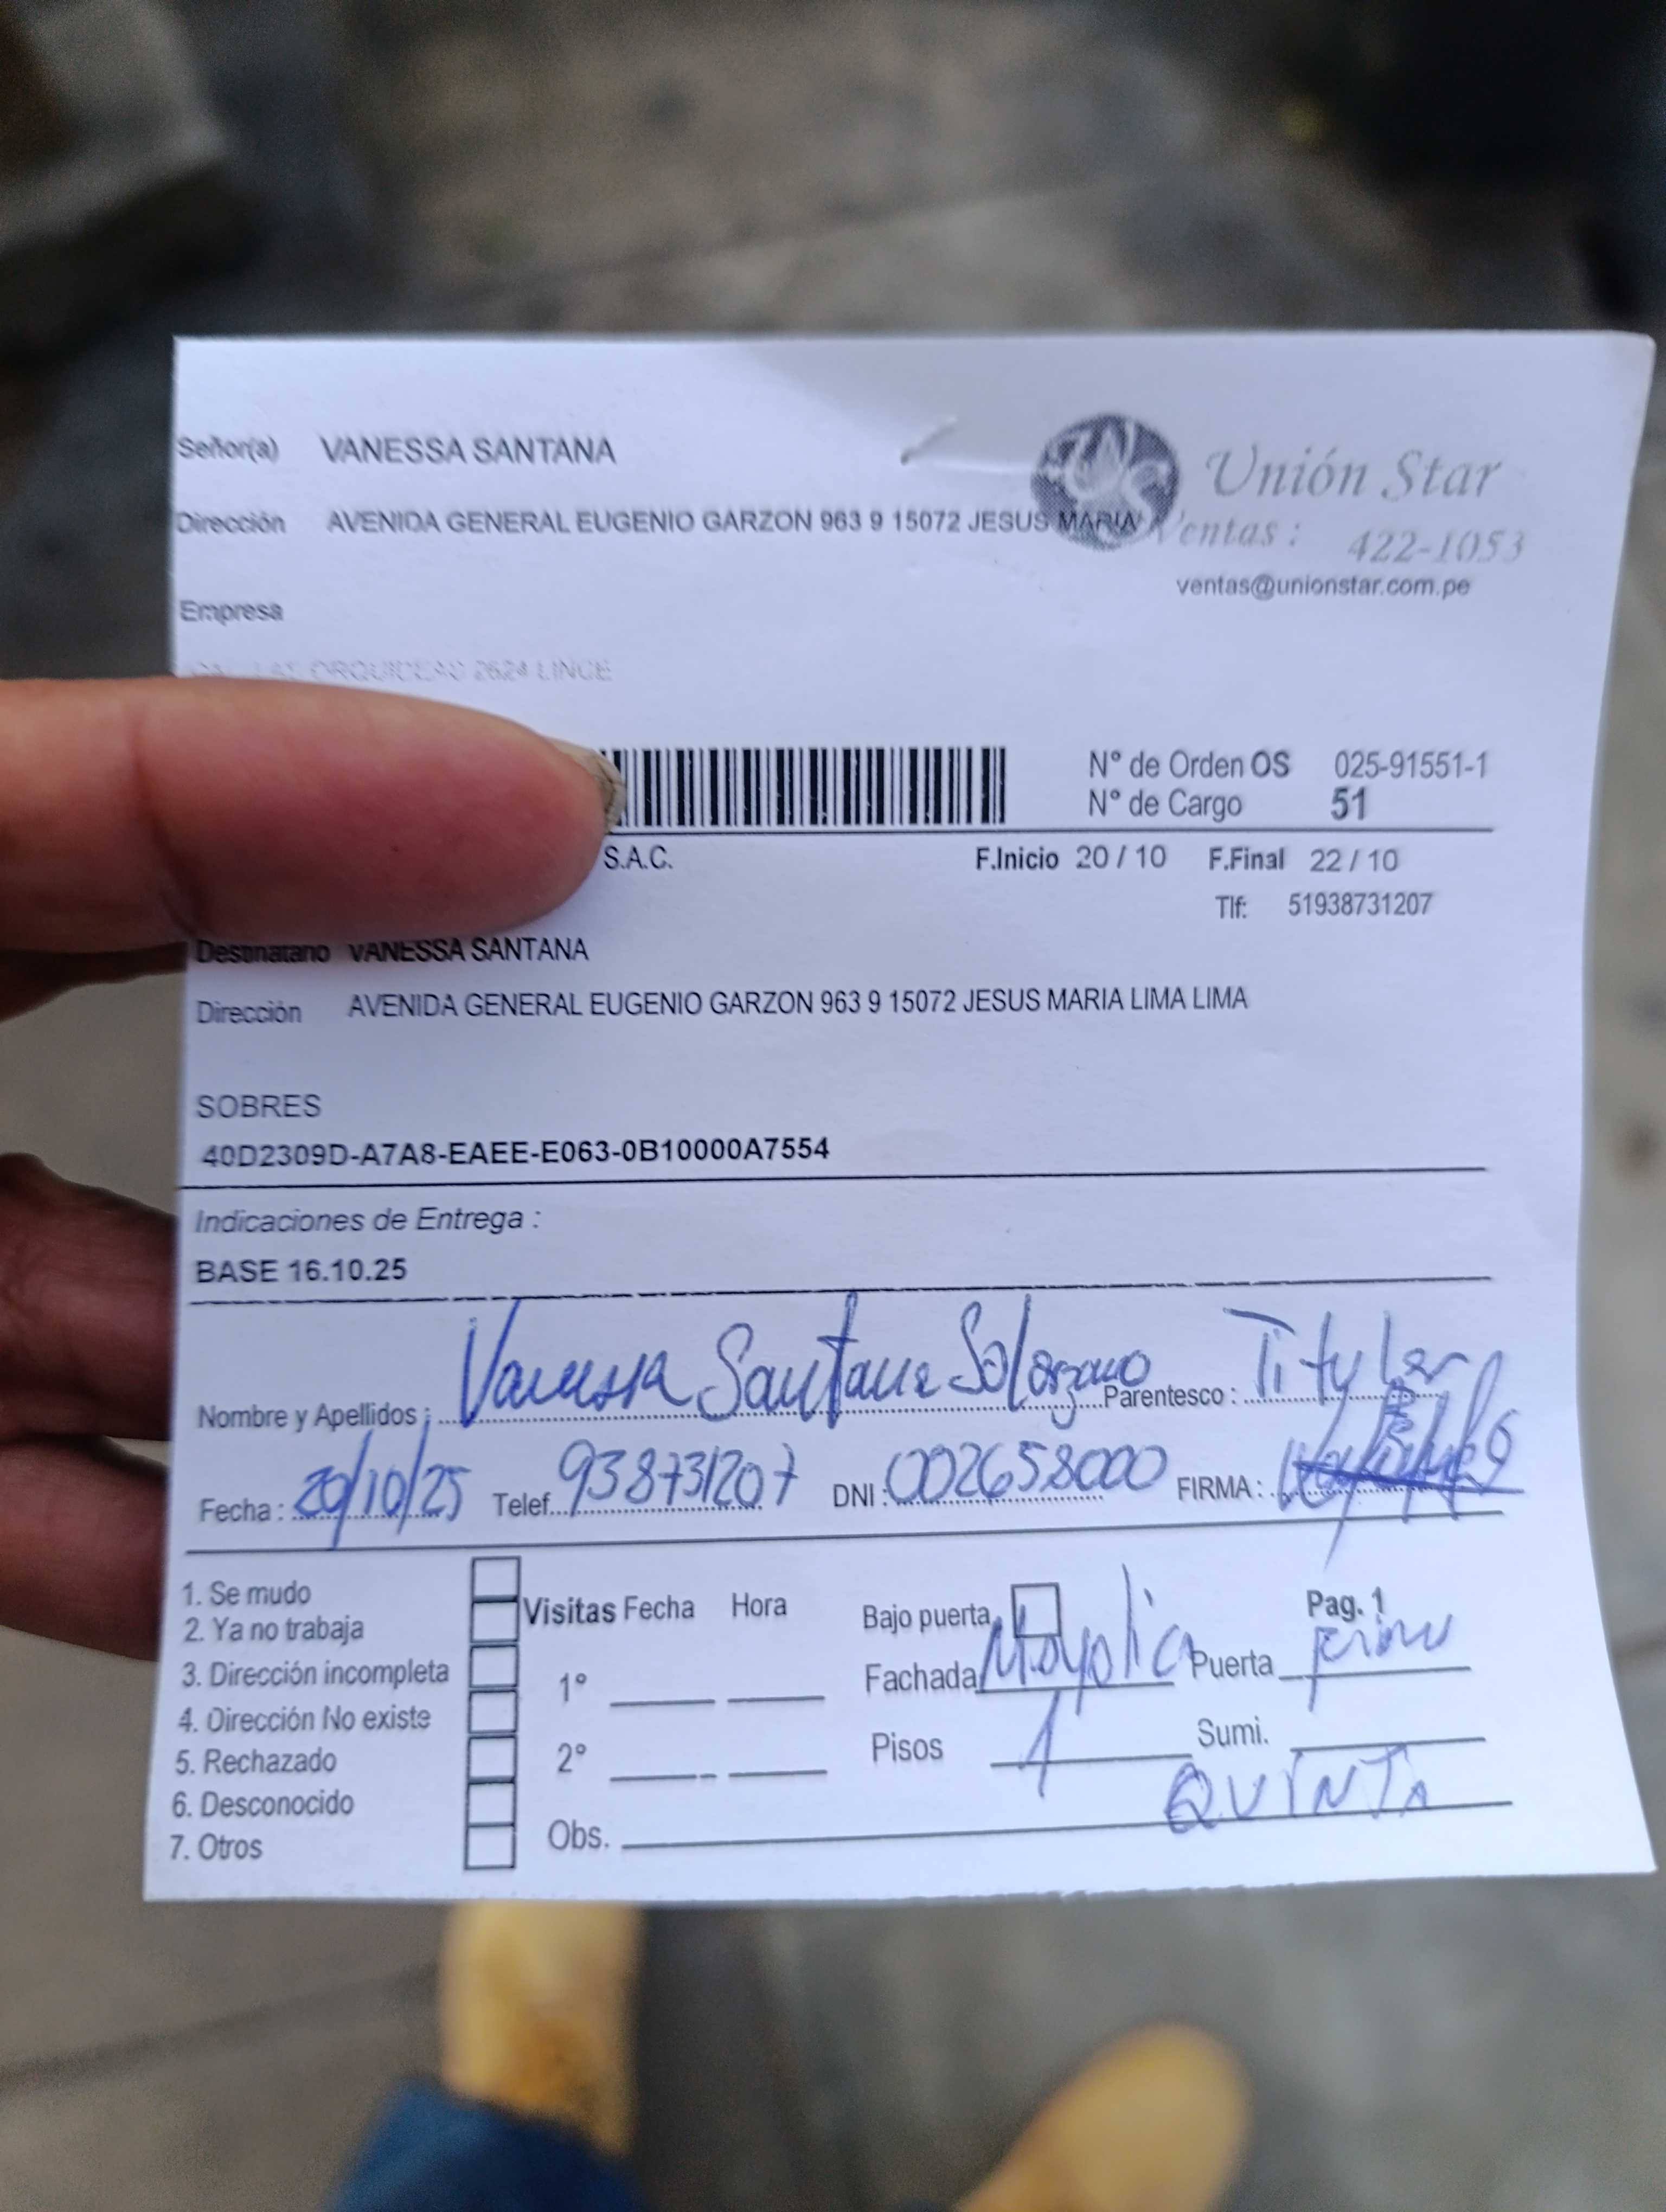 Señor(a) VANESSA SANTANA
Unión Star
Dirección AVENIDA GENERAL EUGENIO GARZON 963 9 15072 JESUS MARIA
Ventas : 422-1053
ventas@unionstar.com.pe
Empresa
ORQUIDEAS 2624 LINCE
N° de Orden OS 025-91551-1
N° de Cargo 51
S.A.C. F.Inicio 20 / 10 F.Final 22 / 10
Tlf: 51938731207
Destinatario VANESSA SANTANA
Dirección AVENIDA GENERAL EUGENIO GARZON 963 9 15072 JESUS MARIA LIMA LIMA
SOBRES
40D2309D-A7A8-EAEE-E063-0B10000A7554
Indicaciones de Entrega :
BASE 16.10.25
Nombre y Apellidos : Vanessa Santana Solorzano Parentesco : Titular
Fecha : 20/10/25 Telef. 938731207 DNI : 002658000 FIRMA :
1. Se mudo
2. Ya no trabaja
3. Dirección incompleta
4. Dirección No existe
5. Rechazado
6. Desconocido
7. Otros
Visitas Fecha Hora
1°
2°
Obs. QUINTA
Bajo puerta Pag. 1
Fachada Mayolica Puerta
Pisos 1 Sumi.